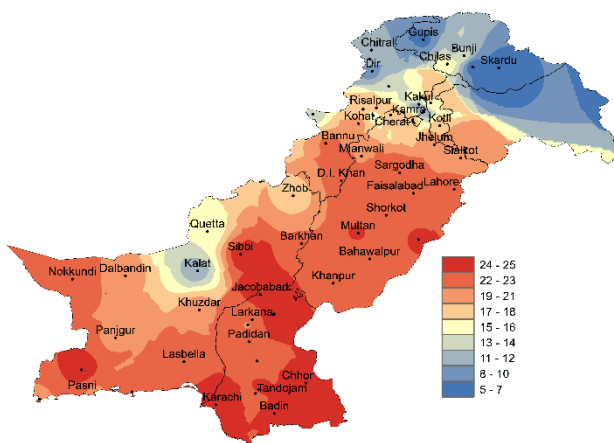 Gupis
Chitral
Bunji
Chilas
Skardu
Dir
Kakul
Risalpur
Kamra
Kohat
Cherat
Kotli
Bannu
Jhelum
Mianwali
Sialkot
Sargodha
D.I. Khan
Lahore
Faisalabad
Zhob
Shorkot
Quetta
Multan
Barkhan
Sibbi
Bahawalpur
Kalat
Dalbandin
Nokkundi
Khanpur
Jacobabad
Khuzdar
Larkana
Panjgur
Padidan
Lasbella
Pasni
Chhor
Tandojam
Karachi
Badin
24 - 25
22 - 23
19 - 21
17 - 18
15 - 16
13 - 14
11 - 12
8 - 10
5 - 7